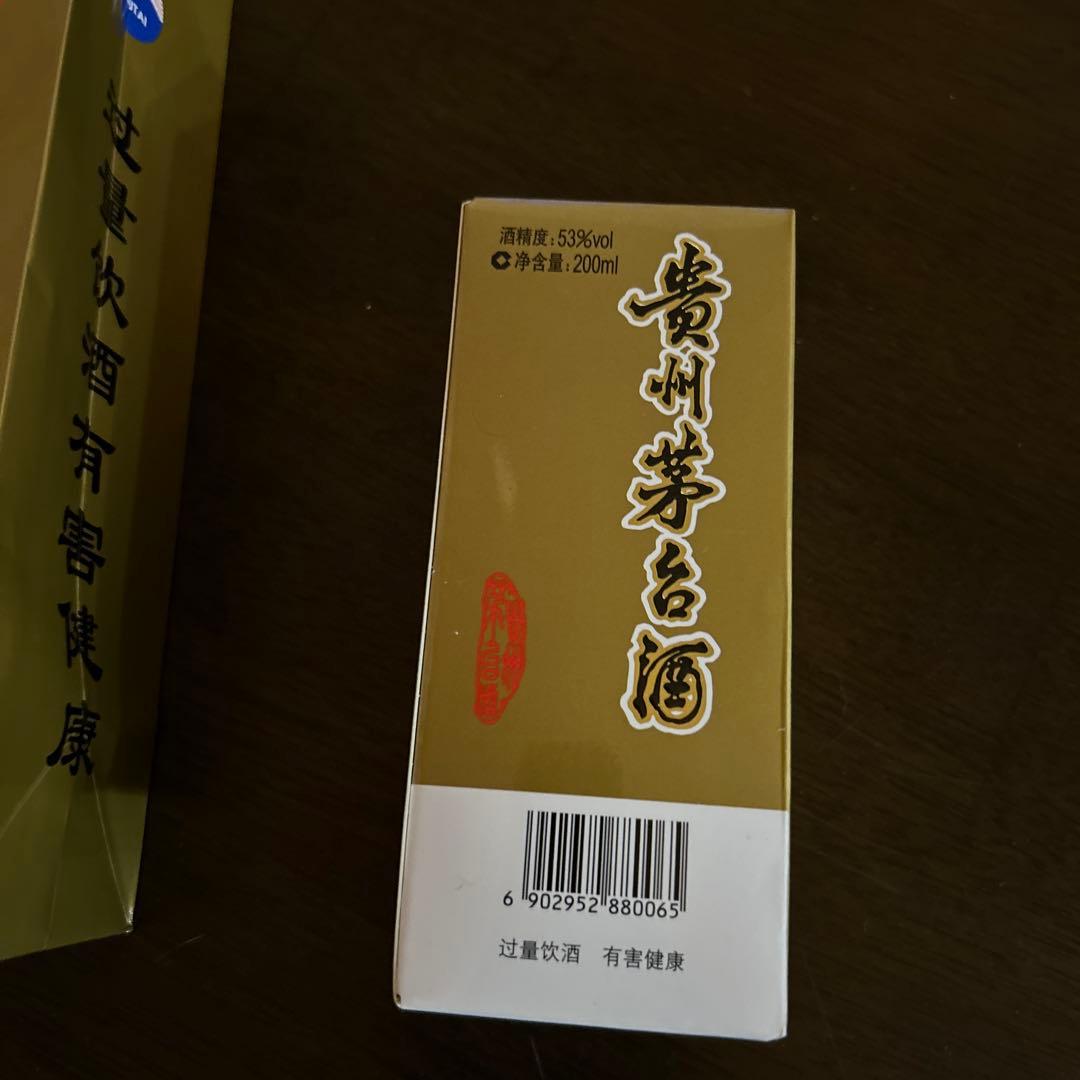 TAI
过量饮酒有害健康
酒精度:53%vol
净含量:200ml
贵州茅台酒
6 902952 880065
过量饮酒 有害健康